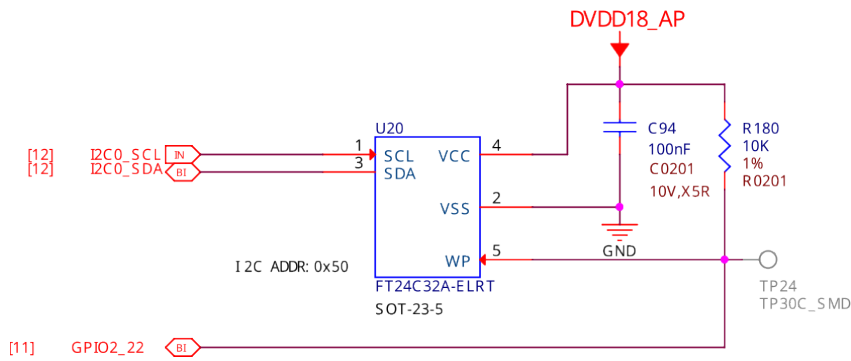 DVDD18_AP
U20
C94
100nF
C0201
10V,X5R
R180
10K
1%
R0201
[12] I2C0_SCL IN 1 SCL VCC 4
[12] I2C0_SDA BI 3 SDA
VSS 2
GND
WP 5
I2C ADDR: 0x50
FT24C32A-ELRT
SOT-23-5
TP24
TP30C_SMD
[11] GPIO2_22 BI